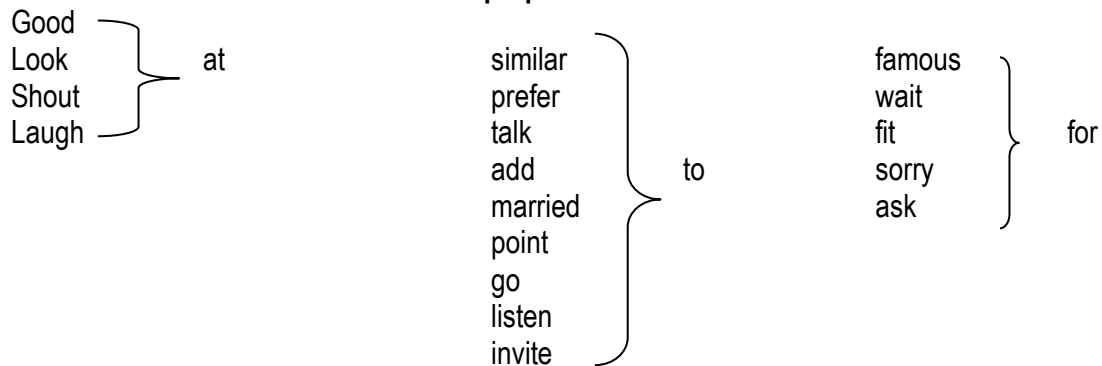 Good
Look
Shout
Laugh
at
similar
prefer
talk
add
married
point
go
listen
invite
to
famous
wait
fit
sorry
ask
for